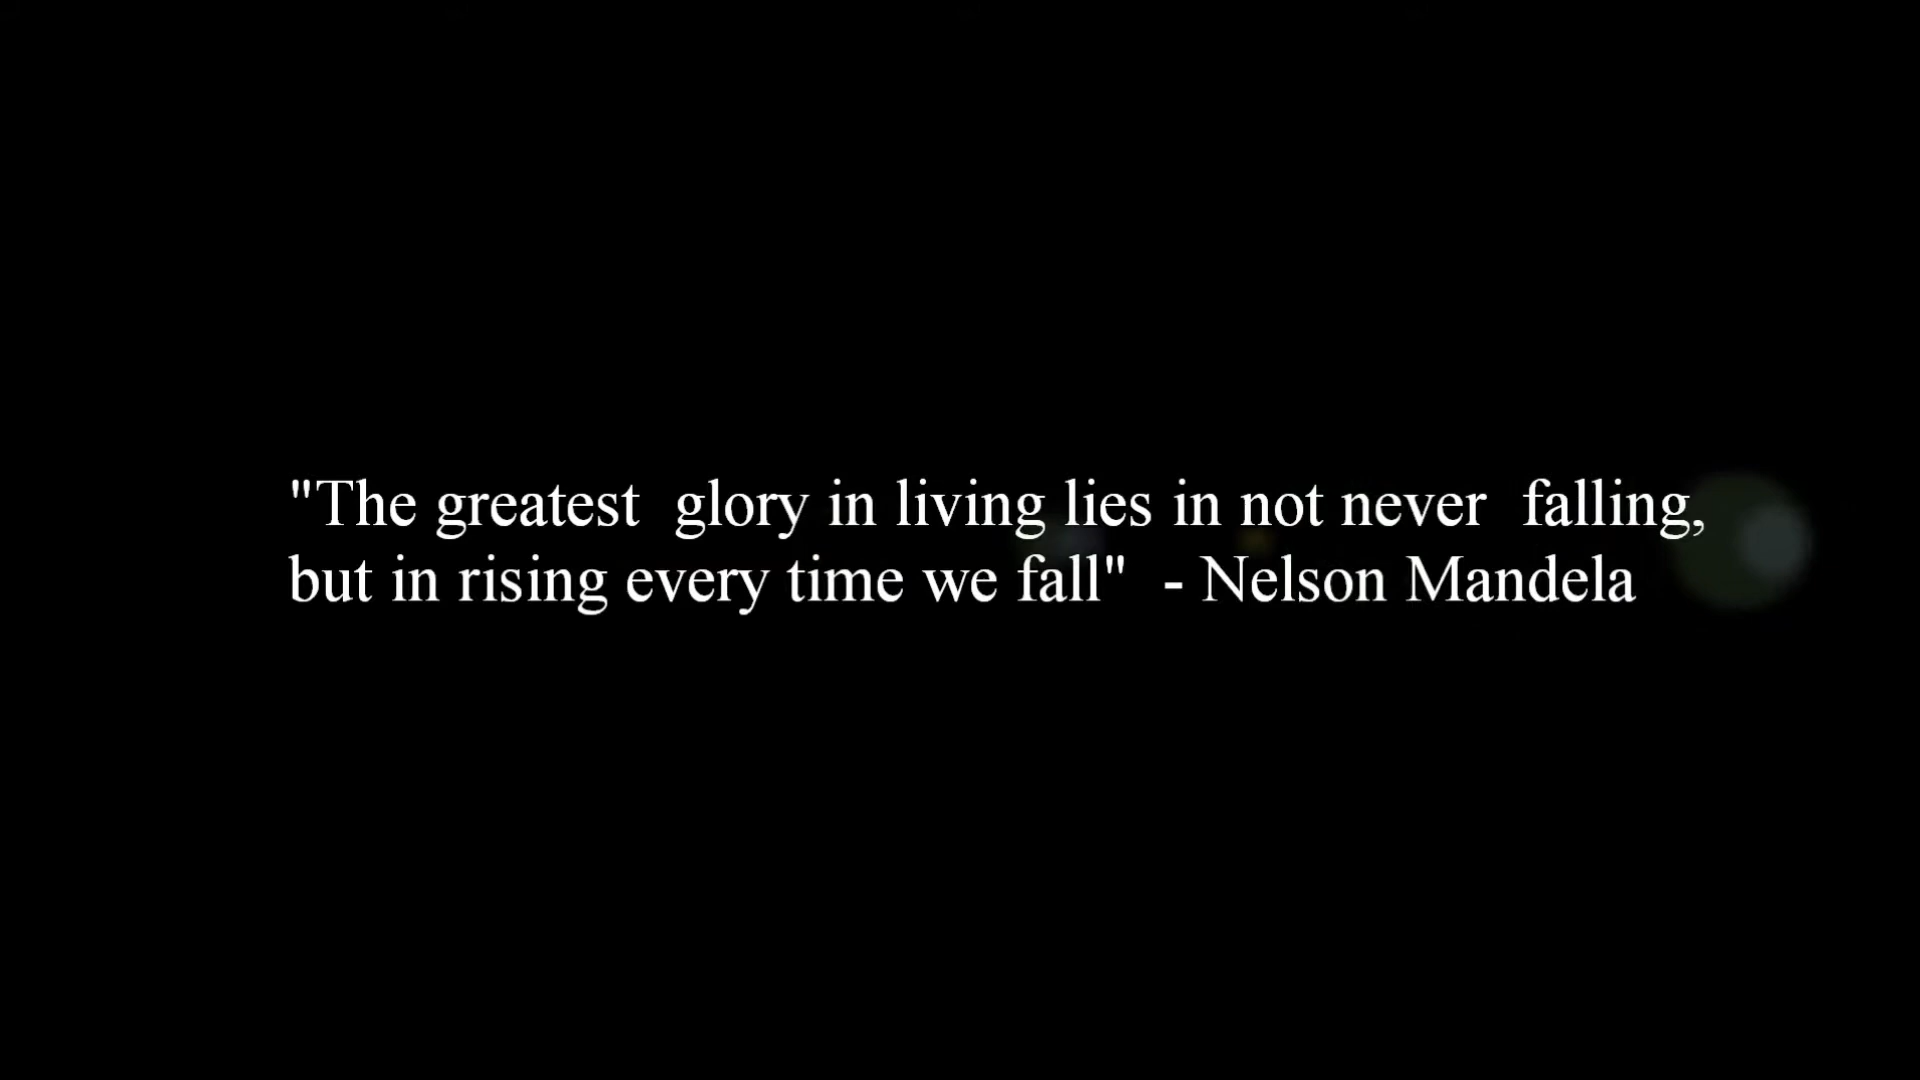 "The greatest  glory in living lies in not never  falling,
but in rising every time we fall"  - Nelson Mandela